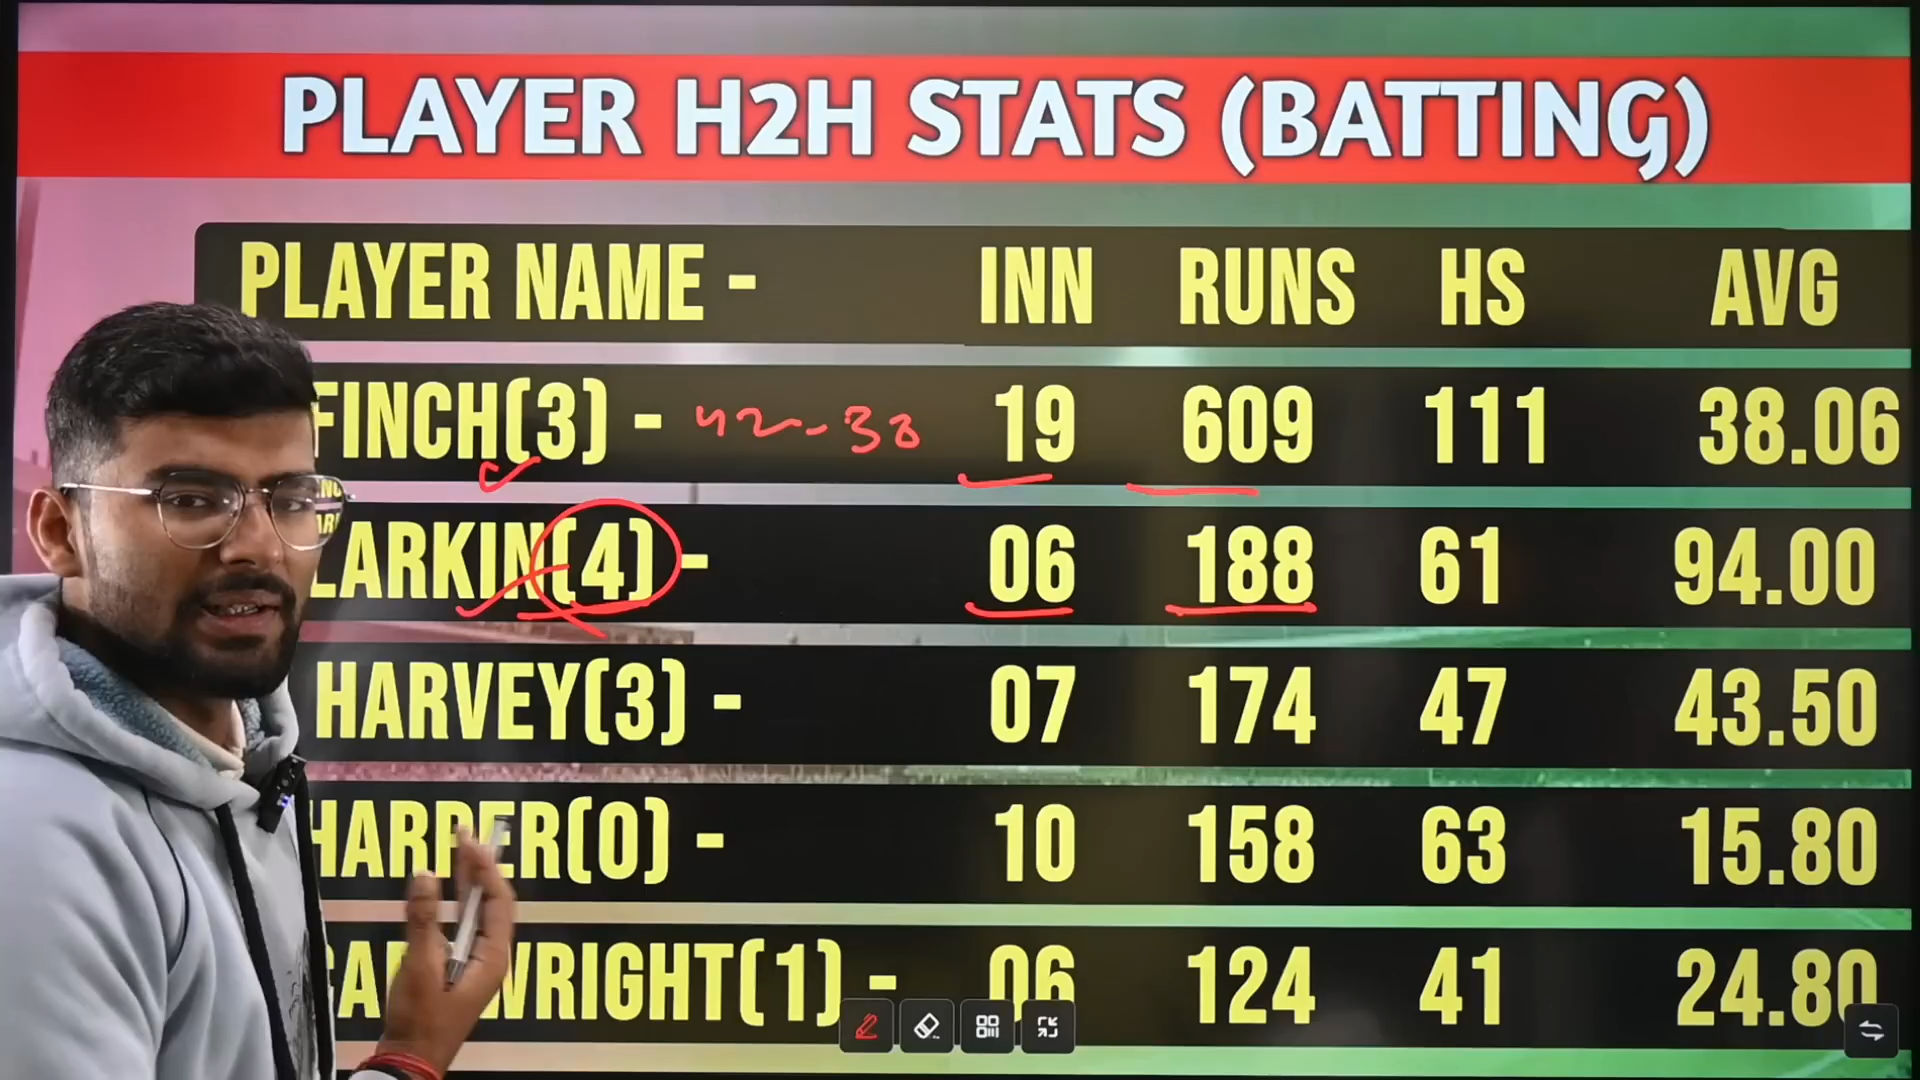 PLAYER H2H STATS (BATTING)
PLAYER NAME - INN RUNS HS AVG
FINCH(3) - 42-38 19 609 111 38.06
LARKIN(4) - 06 188 61 94.00
HARVEY(3) - 07 174 47 43.50
HARPER(0) - 10 158 63 15.80
WRIGHT(1) - 06 124 41 24.80